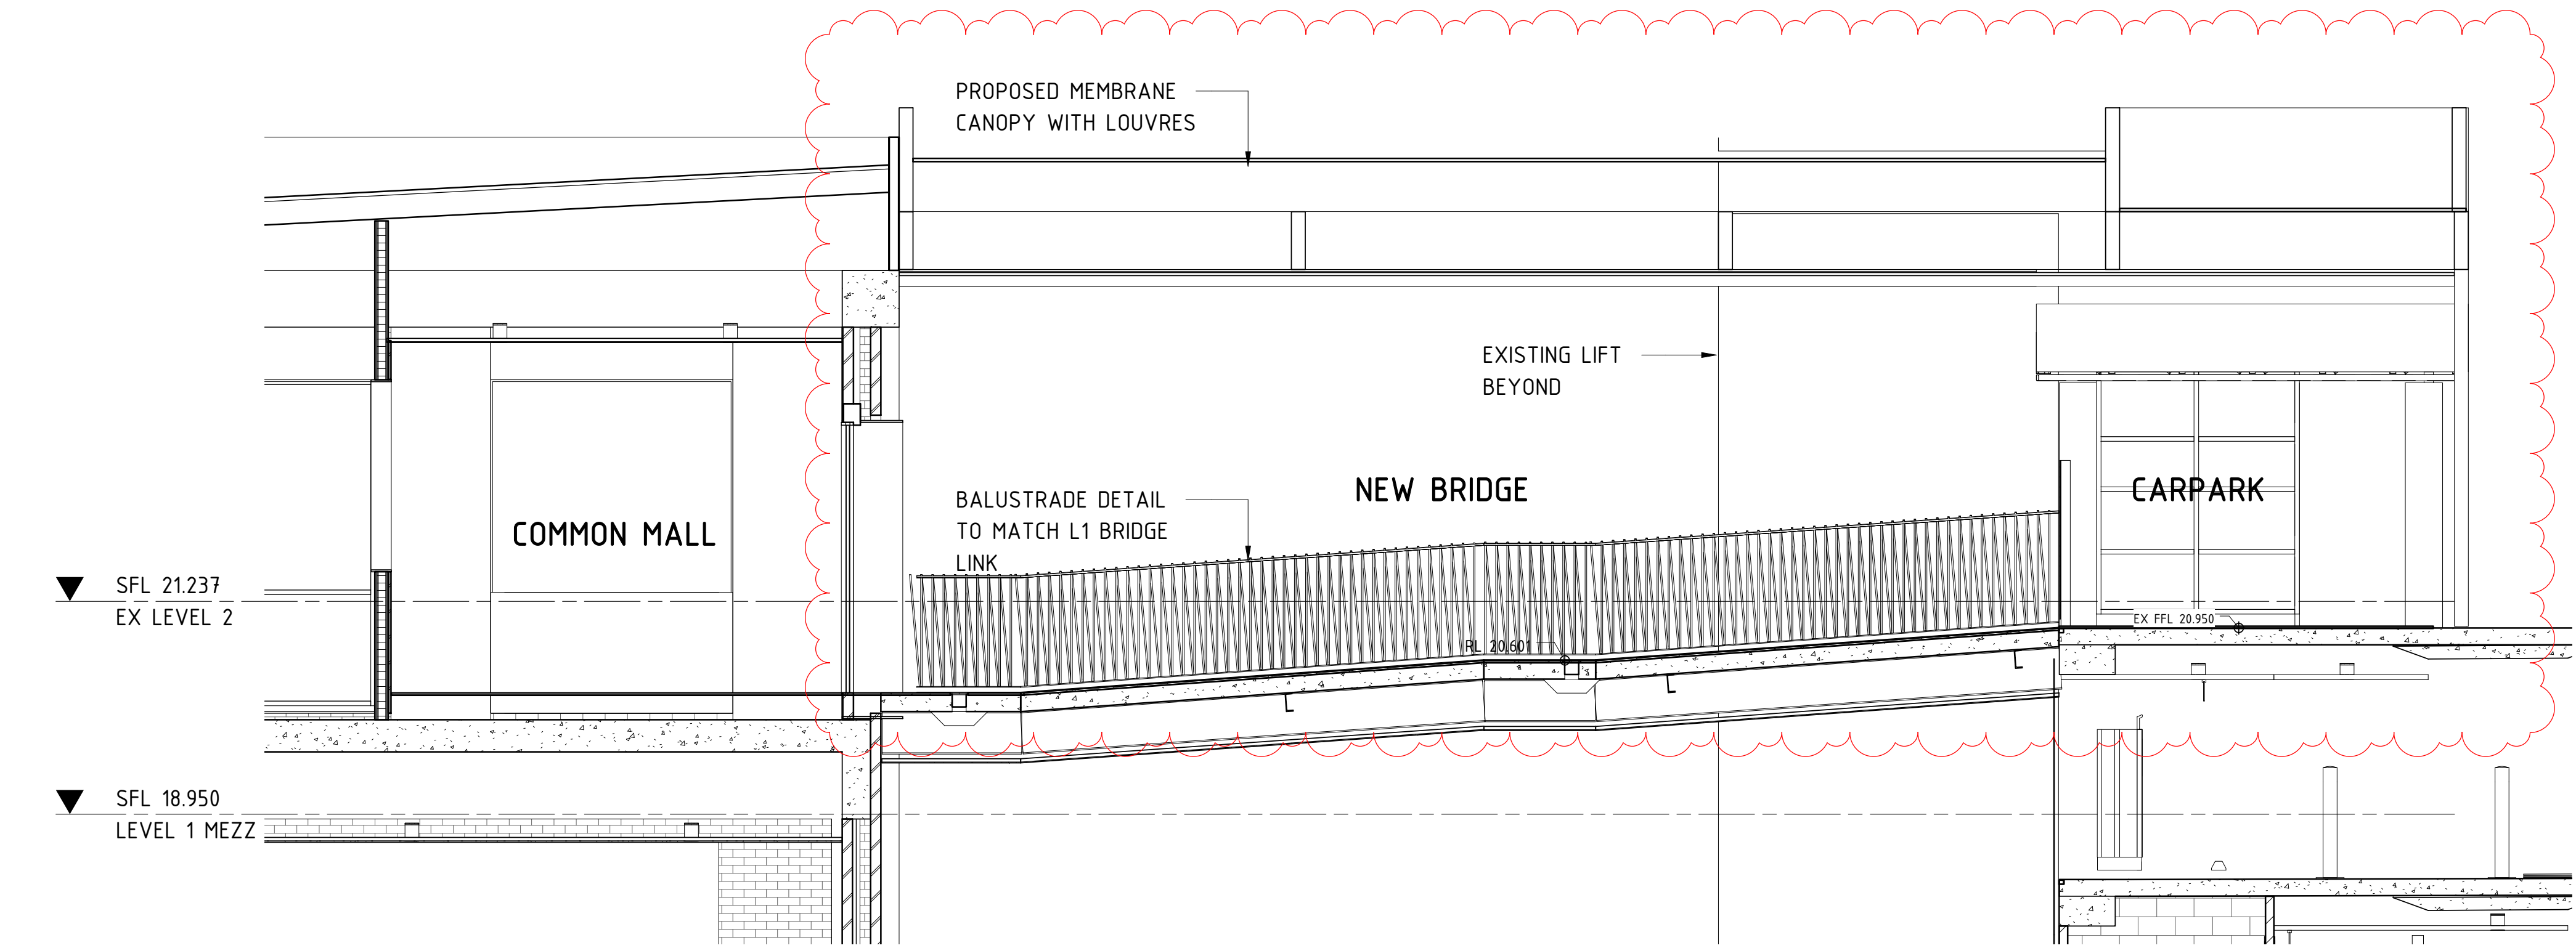 PROPOSED MEMBRANE
CANOPY WITH LOUVRES
EXISTING LIFT
BEYOND
NEW BRIDGE
CARPARK
BALUSTRADE DETAIL
TO MATCH L1 BRIDGE
LINK
COMMON MALL
SFL 21.237
EX LEVEL 2
EX FFL 20.950
RL 20.601
SFL 18.950
LEVEL 1 MEZZ